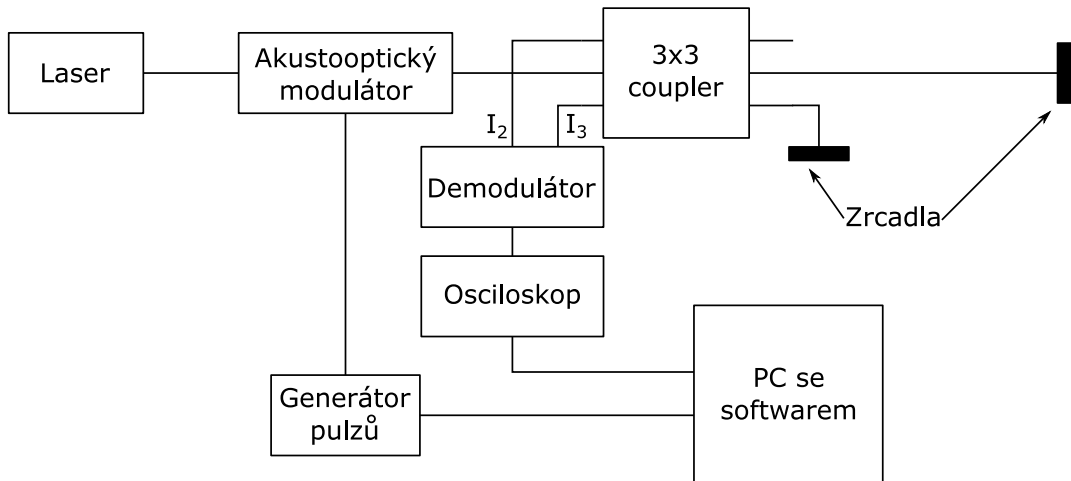 Laser
Akustooptický
modulátor
3x3
coupler
I2
I3
Demodulátor
Zrcadla
Osciloskop
Generátor
pulzů
PC se
softwarem